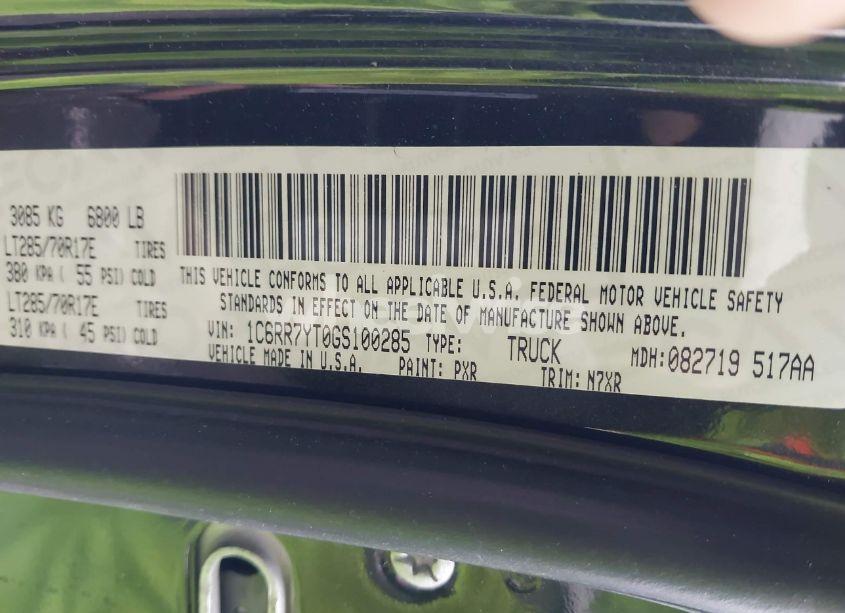 3085 KG 6800 LB
LT285/70R17E TIRES
380 KPA ( 55 PSI) COLD
LT285/70R17E TIRES
310 KPA ( 45 PSI) COLD
THIS VEHICLE CONFORMS TO ALL APPLICABLE U.S.A. FEDERAL MOTOR VEHICLE SAFETY
STANDARDS IN EFFECT ON THE DATE OF MANUFACTURE SHOWN ABOVE.
VIN: 1C6RR7YT0GS100285 TYPE: TRUCK MDH:082719 517AA
VEHICLE MADE IN U.S.A. PAINT: PXR TRIM: N7XR